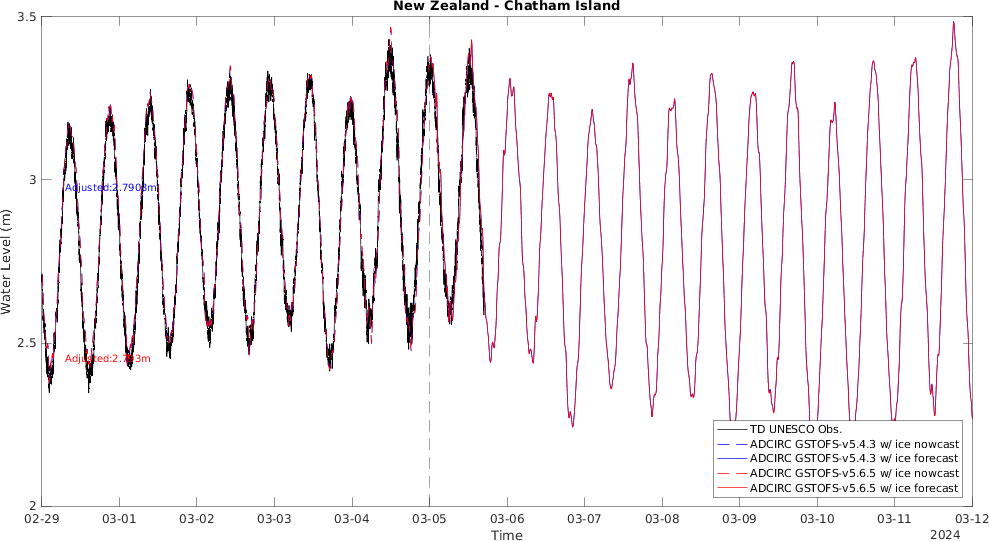 New Zealand - Chatham Island
3.5
3
2.5
2
Water Level (m)
Adjusted:2.7903m
Adjusted:2.793m
TD UNESCO Obs.
ADCIRC GSTOFS-v5.4.3 w/ ice nowcast
ADCIRC GSTOFS-v5.4.3 w/ ice forecast
ADCIRC GSTOFS-v5.6.5 w/ ice nowcast
ADCIRC GSTOFS-v5.6.5 w/ ice forecast
02-29 03-01 03-02 03-03 03-04 03-05 03-06 03-07 03-08 03-09 03-10 03-11 03-12
Time
2024